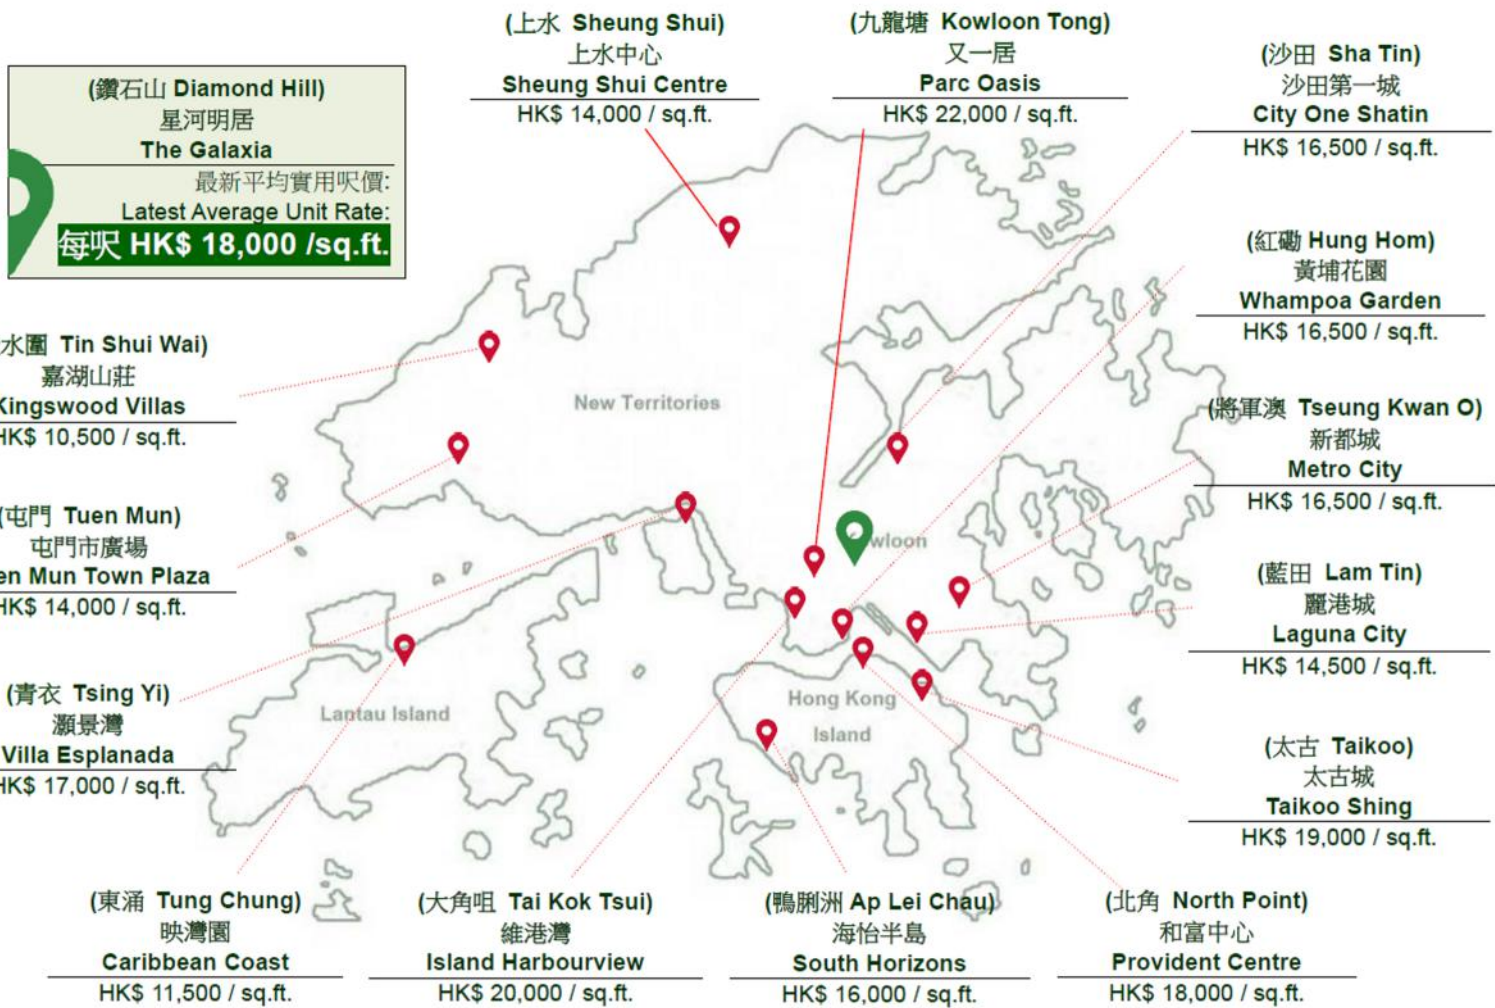 (上水 Sheung Shui)
上水中心
Sheung Shui Centre
HK$ 14,000 / sq.ft.
(九龍塘 Kowloon Tong)
又一居
Parc Oasis
HK$ 22,000 / sq.ft.
(沙田 Sha Tin)
沙田第一城
City One Shatin
HK$ 16,500 / sq.ft.
(鑽石山 Diamond Hill)
星河明居
The Galaxia
最新平均實用呎價:
Latest Average Unit Rate:
每呎 HK$ 18,000 /sq.ft.
(紅磡 Hung Hom)
黃埔花園
Whampoa Garden
HK$ 16,500 / sq.ft.
水圍 Tin Shui Wai)
嘉湖山莊
Kingswood Villas
HK$ 10,500 / sq.ft.
New Territories
(將軍澳 Tseung Kwan O)
新都城
Metro City
HK$ 16,500 / sq.ft.
(屯門 Tuen Mun)
屯門市廣場
en Mun Town Plaza
HK$ 14,000 / sq.ft.
wloon
(藍田 Lam Tin)
麗港城
Laguna City
HK$ 14,500 / sq.ft.
(青衣 Tsing Yi)
灝景灣
Villa Esplanada
HK$ 17,000 / sq.ft.
Lantau Island
Hong Kong
Island
(太古 Taikoo)
太古城
Taikoo Shing
HK$ 19,000 / sq.ft.
(東涌 Tung Chung)
映灣園
Caribbean Coast
HK$ 11,500 / sq.ft.
(大角咀 Tai Kok Tsui)
維港灣
Island Harbourview
HK$ 20,000 / sq.ft.
(鴨脷洲 Ap Lei Chau)
海怡半島
South Horizons
HK$ 16,000 / sq.ft.
(北角 North Point)
和富中心
Provident Centre
HK$ 18,000 / sq.ft.